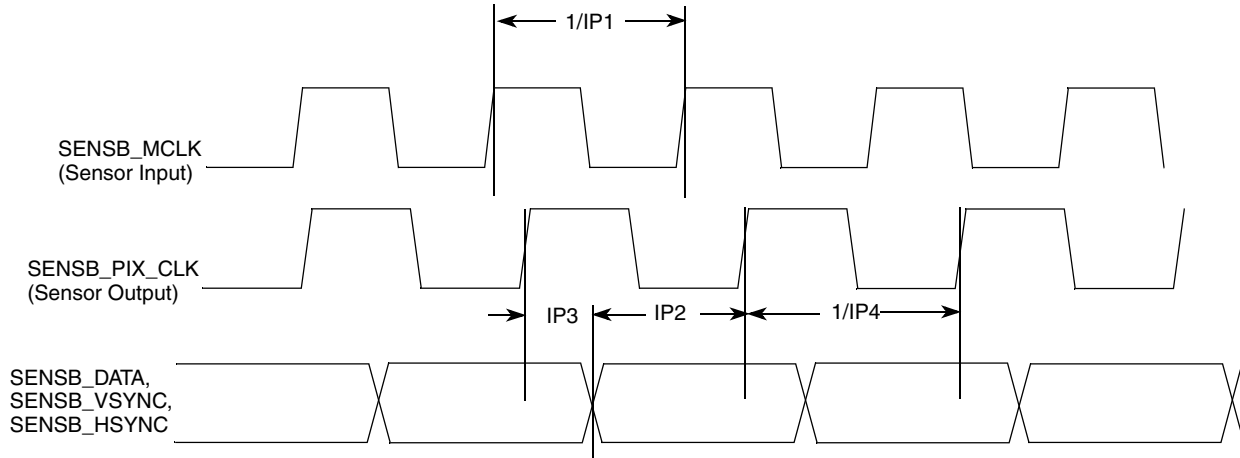 1/IP1
SENSB_MCLK
(Sensor Input)
SENSB_PIX_CLK
(Sensor Output)
IP3
IP2
1/IP4
SENSB_DATA,
SENSB_VSYNC,
SENSB_HSYNC